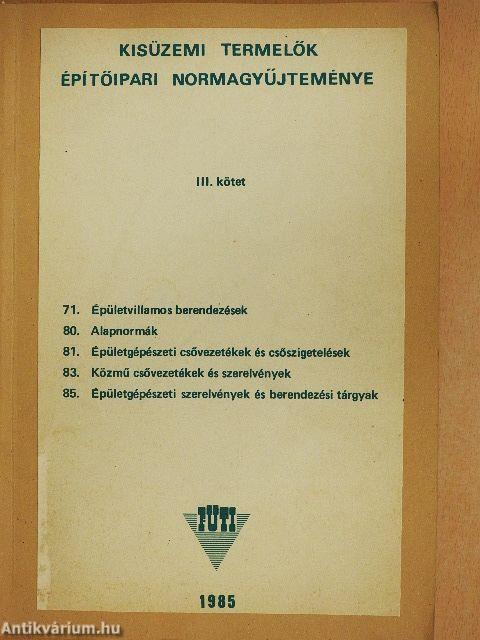 KISÜZEMI TERMELŐK
ÉPÍTŐIPARI NORMAGYŰJTEMÉNYE
III. kötet
71. Épületvillamos berendezések
80. Alapnormák
81. Épületgépészeti csővezetékek és csőszigetelések
83. Közmű csővezetékek és szerelvények
85. Épületgépészeti szerelvények és berendezési tárgyak
FÜTI
1985
Antikvárium.hu